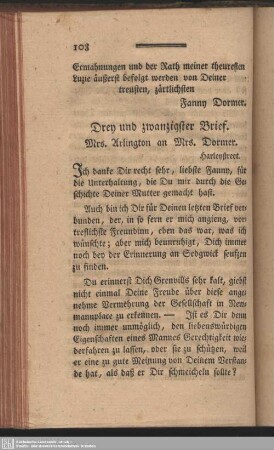 108
Ermahnungen und der Rath meiner theuresten
Luzie äusserst befolgt werden von Deiner
treusten, zärtlichsten
Fanny Dormer.
Drey und zwanzigster Brief.
Mrs. Arlington an Mrs. Dormer.
Harleystreet.
Ich danke Dir recht sehr, liebste Fanny, für
die Unterhaltung, die Du mir durch die Ge-
schichte Deiner Mutter gemacht hast.
Auch bin ich Dir für Deinen letzten Brief ver-
bunden, der, in so fern er mich angieng, vor-
treflichste Freundinn, eben das war, was ich
wünschte; aber mich beunruhigt, Dich immer
noch bey der Erinnerung an Sedgwick seufzen
zu finden.
Du erinnerst Dich Grenvills sehr kalt, giebst
nicht einmal Deine Freude über diese ange-
nehme Vermehrung der Gesellschaft in New-
mannplace zu erkennen. — Ist es Dir denn
noch immer unmöglich, den liebenswürdigen
Eigenschaften eines Mannes Gerechtigkeit wie-
derfahren zu lassen, oder sie zu schätzen, weil
er eine zu gute Meinung von Deinem Verstan-
de hat, als daß er Dir schmeicheln sollte?